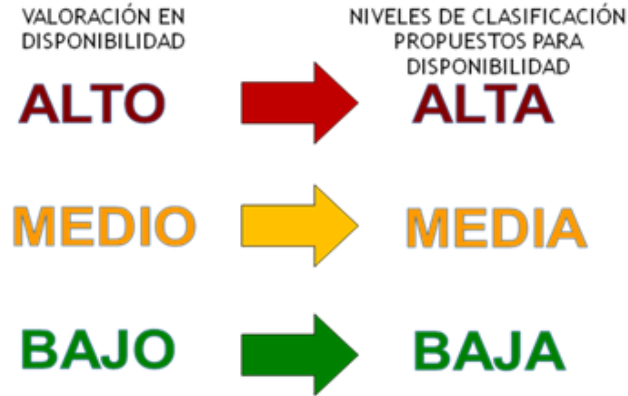 VALORACIÓN EN
DISPONIBILIDAD
NIVELES DE CLASIFICACIÓN
PROPUESTOS PARA
DISPONIBILIDAD
ALTO
ALTA
MEDIO
MEDIA
BAJO
BAJA